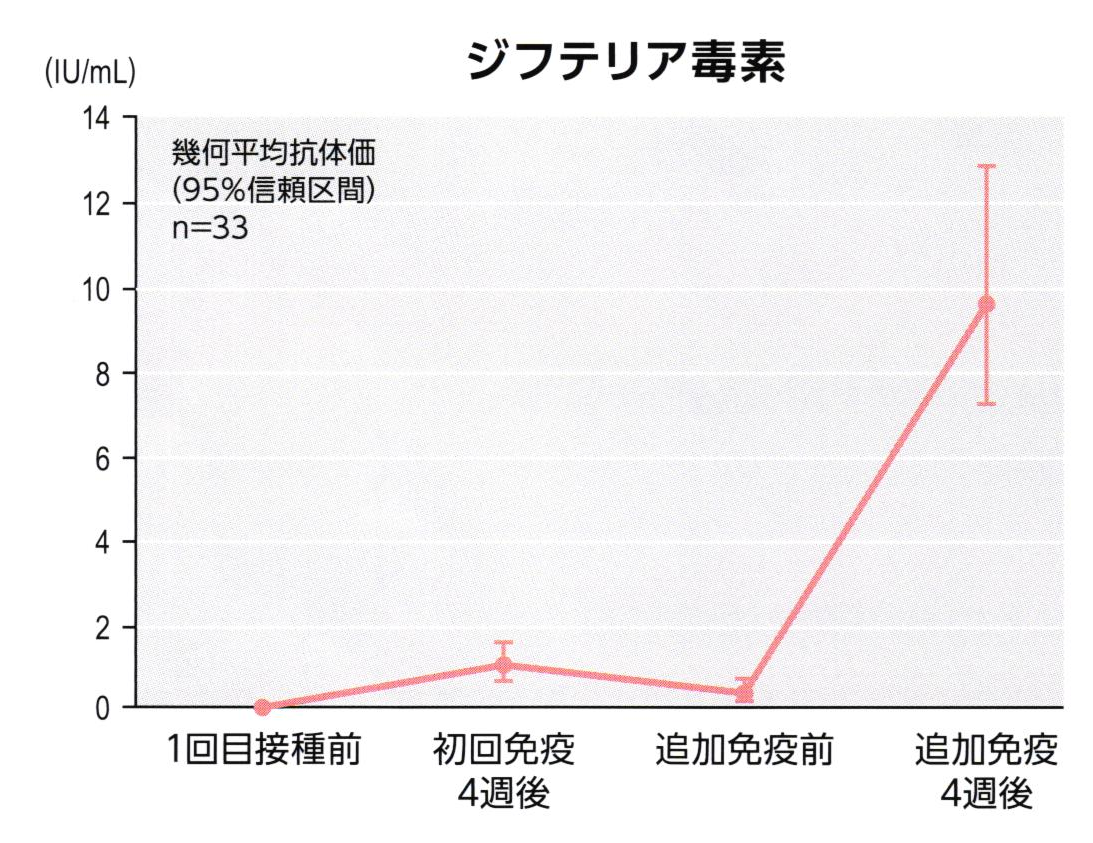 ジフテリア毒素
(IU/mL)
幾何平均抗体価
(95%信頼区間)
n=33
14
12
10
8
6
4
2
0
1回目接種前
初回免疫
4週後
追加免疫前
追加免疫
4週後